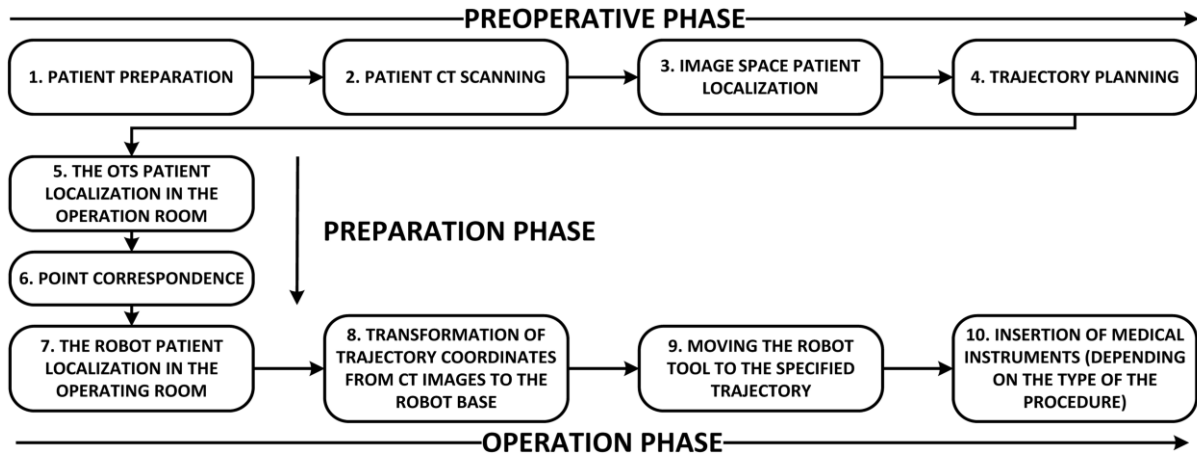 PREOPERATIVE PHASE
1. PATIENT PREPARATION
2. PATIENT CT SCANNING
3. IMAGE SPACE PATIENT
LOCALIZATION
4. TRAJECTORY PLANNING
5. THE OTS PATIENT
LOCALIZATION IN THE
OPERATION ROOM
PREPARATION PHASE
6. POINT CORRESPONDENCE
7. THE ROBOT PATIENT
LOCALIZATION IN THE
OPERATING ROOM
8. TRANSFORMATION OF
TRAJECTORY COORDINATES
FROM CT IMAGES TO THE
ROBOT BASE
9. MOVING THE ROBOT
TOOL TO THE SPECIFIED
TRAJECTORY
10. INSERTION OF MEDICAL
INSTRUMENTS (DEPENDING
ON THE TYPE OF THE
PROCEDURE)
OPERATION PHASE